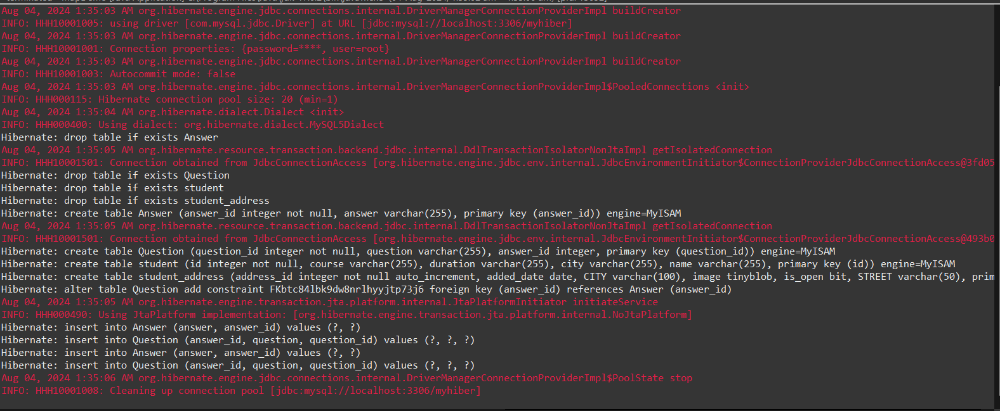 Aug 04, 2024 1:35:03 AM org.hibernate.engine.jdbc.connections.internal.DriverManagerConnectionProviderImpl buildCreator
INFO: HHH10001005: using driver [com.mysql.jdbc.Driver] at URL [jdbc:mysql://localhost:3306/myhiber]
Aug 04, 2024 1:35:03 AM org.hibernate.engine.jdbc.connections.internal.DriverManagerConnectionProviderImpl buildCreator
INFO: HHH10001001: Connection properties: {password=****, user=root}
Aug 04, 2024 1:35:03 AM org.hibernate.engine.jdbc.connections.internal.DriverManagerConnectionProviderImpl buildCreator
INFO: HHH10001003: Autocommit mode: false
Aug 04, 2024 1:35:03 AM org.hibernate.engine.jdbc.connections.internal.DriverManagerConnectionProviderImpl$PooledConnections <init>
INFO: HHH000115: Hibernate connection pool size: 20 (min=1)
Aug 04, 2024 1:35:04 AM org.hibernate.dialect.Dialect <init>
INFO: HHH000400: Using dialect: org.hibernate.dialect.MySQL5Dialect
Hibernate: drop table if exists Answer
Aug 04, 2024 1:35:05 AM org.hibernate.resource.transaction.backend.jdbc.internal.DdlTransactionIsolatorNonJtaImpl getIsolatedConnection
INFO: HHH10001501: Connection obtained from JdbcConnectionAccess [org.hibernate.engine.jdbc.env.internal.JdbcEnvironmentInitiator$ConnectionProviderJdbcConnectionAccess@3fd05
Hibernate: drop table if exists Question
Hibernate: drop table if exists student
Hibernate: drop table if exists student_address
Hibernate: create table Answer (answer_id integer not null, answer varchar(255), primary key (answer_id)) engine=MyISAM
Aug 04, 2024 1:35:05 AM org.hibernate.resource.transaction.backend.jdbc.internal.DdlTransactionIsolatorNonJtaImpl getIsolatedConnection
INFO: HHH10001501: Connection obtained from JdbcConnectionAccess [org.hibernate.engine.jdbc.env.internal.JdbcEnvironmentInitiator$ConnectionProviderJdbcConnectionAccess@493b0
Hibernate: create table Question (question_id integer not null, question varchar(255), answer_id integer, primary key (question_id)) engine=MyISAM
Hibernate: create table student (id integer not null, course varchar(255), duration varchar(255), city varchar(255), name varchar(255), primary key (id)) engine=MyISAM
Hibernate: create table student_address (address_id integer not null auto_increment, added_date date, CITY varchar(100), image tinyblob, is_open bit, STREET varchar(50), prim
Hibernate: alter table Question add constraint FKbtc84lbk9dw8nrlhyyjtp73j6 foreign key (answer_id) references Answer (answer_id)
Aug 04, 2024 1:35:05 AM org.hibernate.engine.transaction.jta.platform.internal.JtaPlatformInitiator initiateService
INFO: HHH000490: Using JtaPlatform implementation: [org.hibernate.engine.transaction.jta.platform.internal.NoJtaPlatform]
Hibernate: insert into Answer (answer, answer_id) values (?, ?)
Hibernate: insert into Question (answer_id, question, question_id) values (?, ?, ?)
Hibernate: insert into Answer (answer, answer_id) values (?, ?)
Hibernate: insert into Question (answer_id, question, question_id) values (?, ?, ?)
Aug 04, 2024 1:35:06 AM org.hibernate.engine.jdbc.connections.internal.DriverManagerConnectionProviderImpl$PoolState stop
INFO: HHH10001008: Cleaning up connection pool [jdbc:mysql://localhost:3306/myhiber]